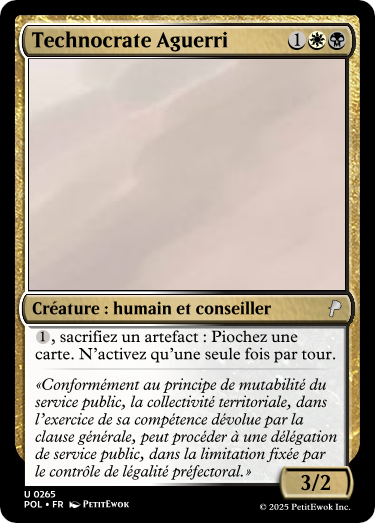 Technocrate Aguerri 1
Créature : humain et conseiller
1, sacrifiez un artefact : Piochez une
carte. N'activez qu'une seule fois par tour.
«Conformément au principe de mutabilité du
service public, la collectivité territoriale, dans
l'exercice de sa compétence dévolue par la
clause générale, peut procéder à une délégation
de service public, dans la limitation fixée par
le contrôle de légalité préfectoral.»
3/2
U 0265
POL • FR PETITEWOK
© 2025 PetitEwok Inc.